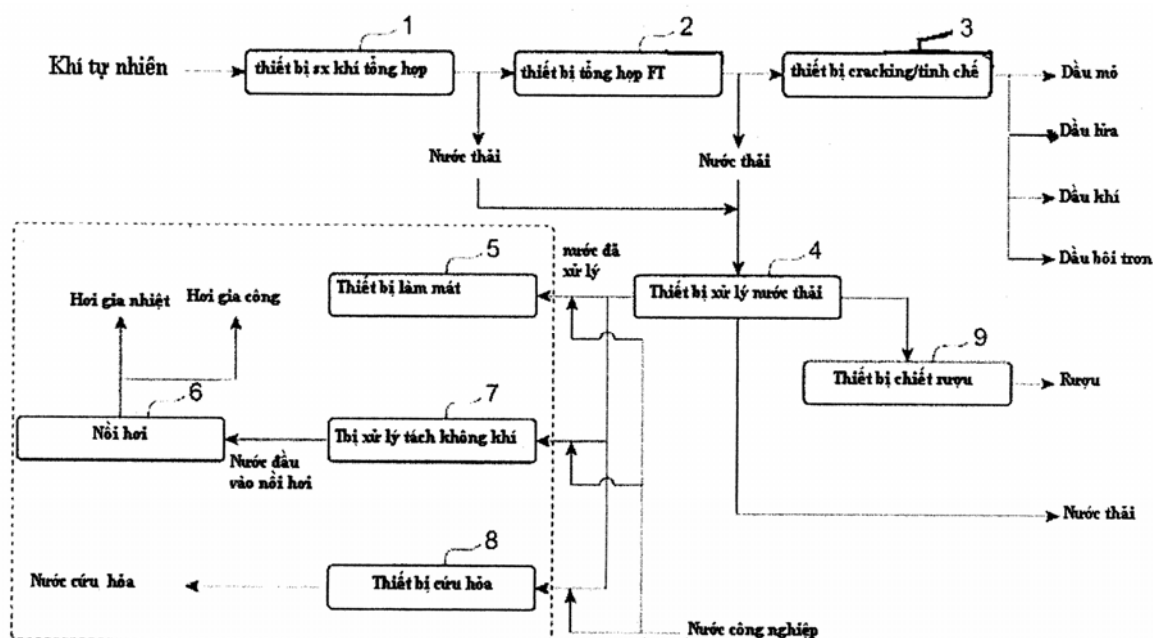 1
2
3
Khí tự nhiên
thiết bị sx khí tổng hợp
thiết bị tổng hợp FT
thiết bị cracking/tinh chế
Dầu mỏ
Dầu lửa
Nước thải
Nước thải
Dầu khí
nước đã
xử lý
5
4
Dầu bôi trơn
Thiết bị làm mát
Thiết bị xử lý nước thải
Hơi gia nhiệt
Hơi gia công
9
Thiết bị chiết rượu
Rượu
6
7
Nồi hơi
Tbị xử lý tách không khí
Nước đầu
vào nồi hơi
Nước thải
8
Nước cứu hỏa
Thiết bị cứu hỏa
Nước công nghiệp